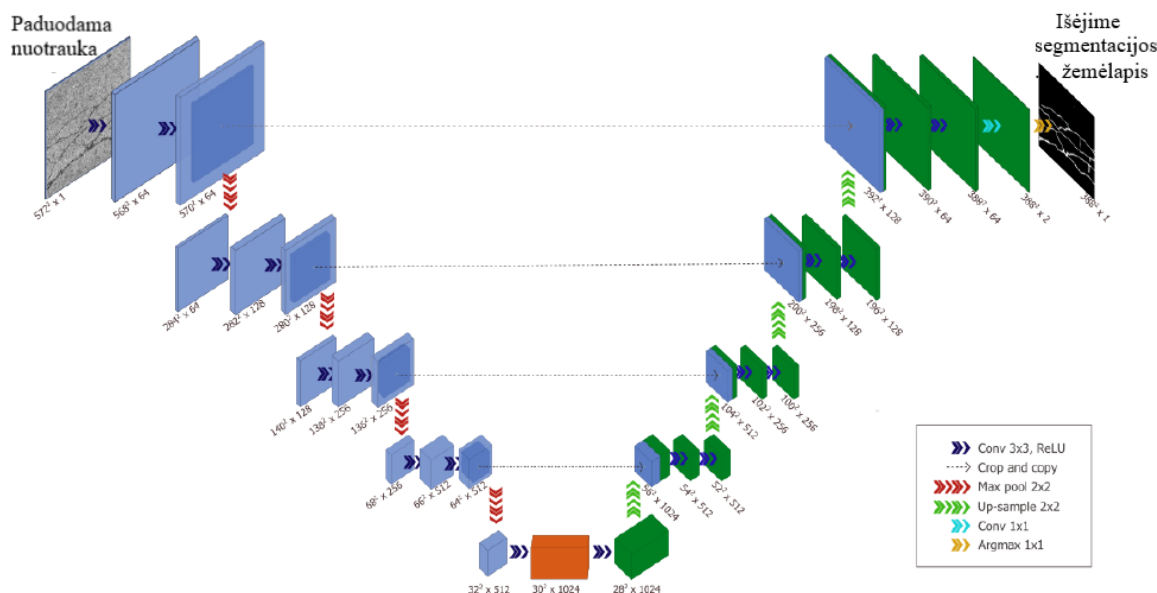 Paduodama
nuotrauka
Išėjime
segmentacijos
žemėlapis
572² x 1
568² x 64
570² x 64
392² x 128
390² x 64
388² x 64
388² x 2
388² x 1
284² x 64
282² x 128
280² x 128
200² x 256
198² x 128
196² x 128
140² x 128
138² x 256
136² x 256
104² x 512
102² x 256
100² x 256
68² x 256
66² x 512
64² x 512
56² x 1024
54² x 512
52² x 512
32² x 512
30² x 1024
28² x 1024
Conv 3x3, ReLU
Crop and copy
Max pool 2x2
Up-sample 2x2
Conv 1x1
Argmax 1x1